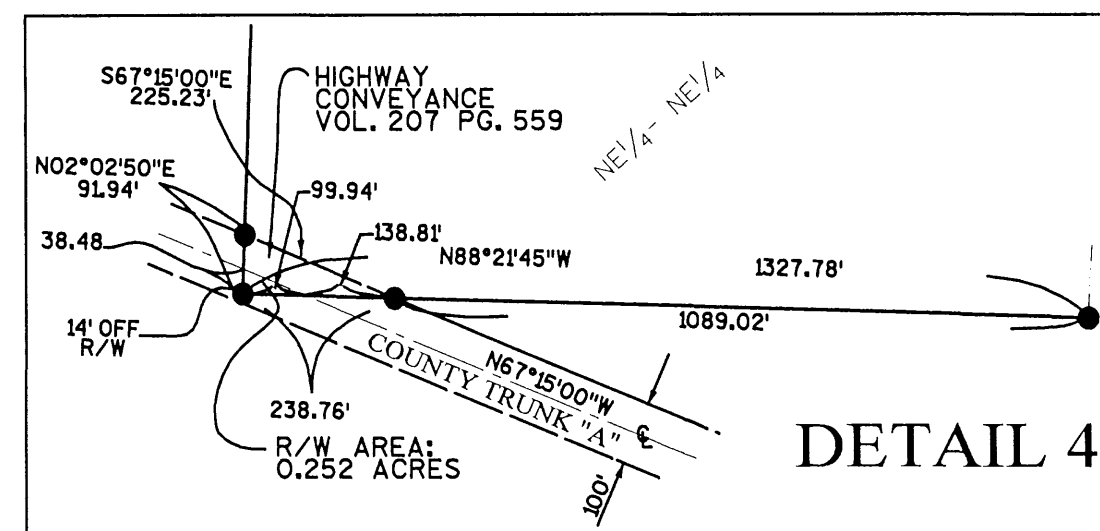 S67°15'00"E
225.23'
HIGHWAY
CONVEYANCE
VOL. 207 PG. 559
NE1/4- NE1/4
N02°02'50"E
91.94'
99.94'
38.48
138.81'
N88°21'45"W
1327.78'
14' OFF
R/W
1089.02'
N67°15'00"W
COUNTY TRUNK "A" ℄
238.76'
R/W AREA:
0.252 ACRES
100'
DETAIL 4